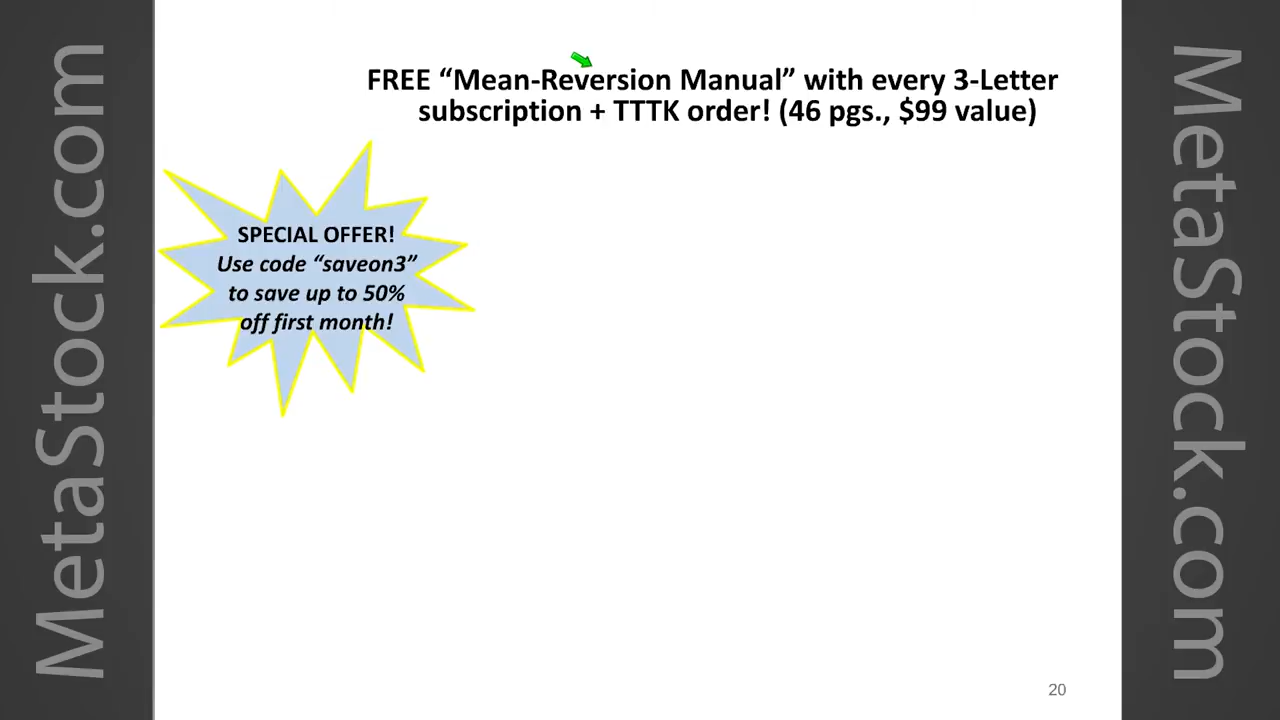 MetaStock.com
FREE “Mean-Reversion Manual” with every 3-Letter
subscription + TTTK order! (46 pgs., $99 value)
SPECIAL OFFER!
Use code “saveon3”
to save up to 50%
off first month!
20
MetaStock.com